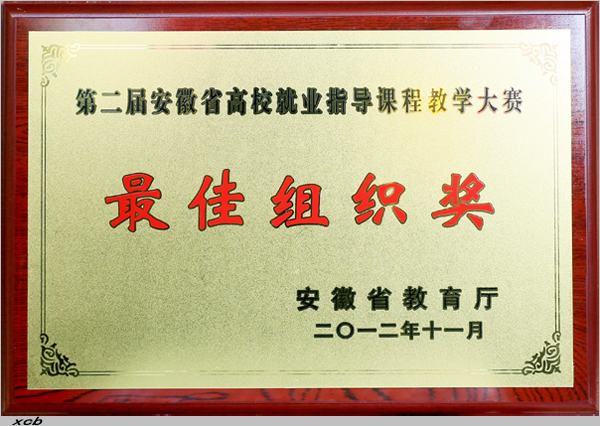 第二届安徽省高校就业指导课程教学大赛
最佳组织奖
安徽省教育厅
二〇一二年十一月
xcb